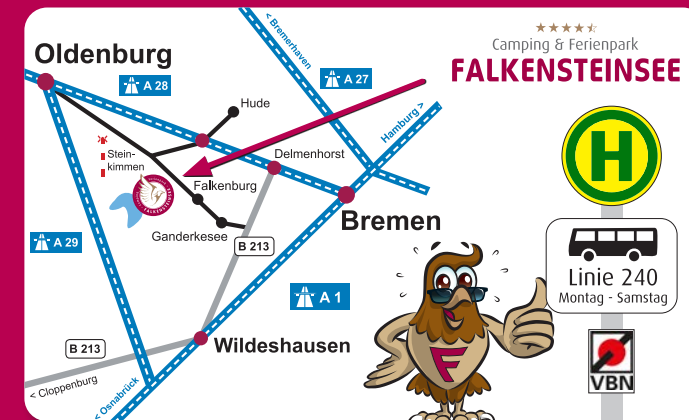 Camping & Ferienpark
FALKENSTEINSEE
Oldenburg
A 28
< Bremerhaven
A 27
Hamburg >
Hude
Stein-
kimmen
Delmenhorst
Falkenburg
FALKENSTEINSEE
Ganderkesee
B 213
Bremen
A 29
A 1
B 213
Wildeshausen
< Cloppenburg
< Osnabrück
F
H
Linie 240
Montag - Samstag
VBN